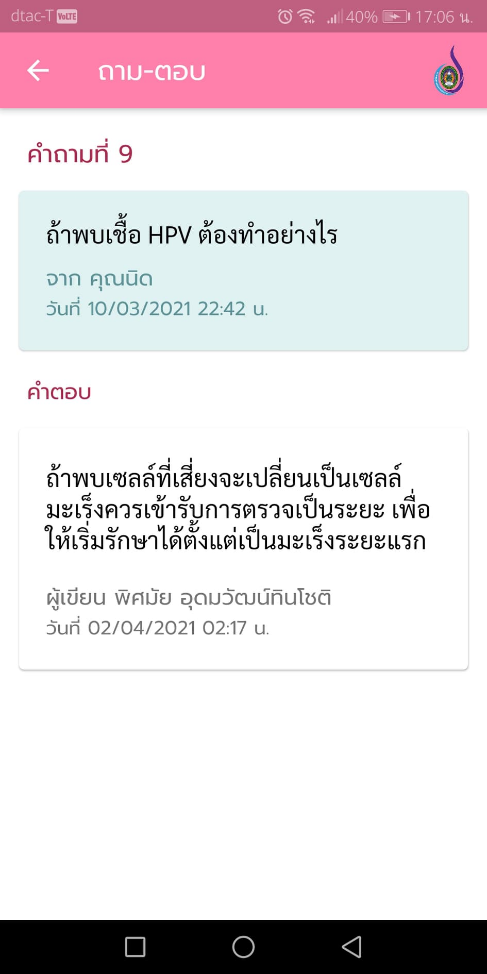 dtac-T VoLTE 40% 17:06 น.
ถาม-ตอบ
คำถามที่ 9
ถ้าพบเชื้อ HPV ต้องทำอย่างไร
จาก คุณนิด
วันที่ 10/03/2021 22:42 น.
คำตอบ
ถ้าพบเซลล์ที่เสี่ยงจะเปลี่ยนเป็นเซลล์
มะเร็งควรเข้ารับการตรวจเป็นระยะ เพื่อ
ให้เริ่มรักษาได้ตั้งแต่เป็นมะเร็งระยะแรก
ผู้เขียน พิศมัย อุดมวัฒน์ทินโชติ
วันที่ 02/04/2021 02:17 น.